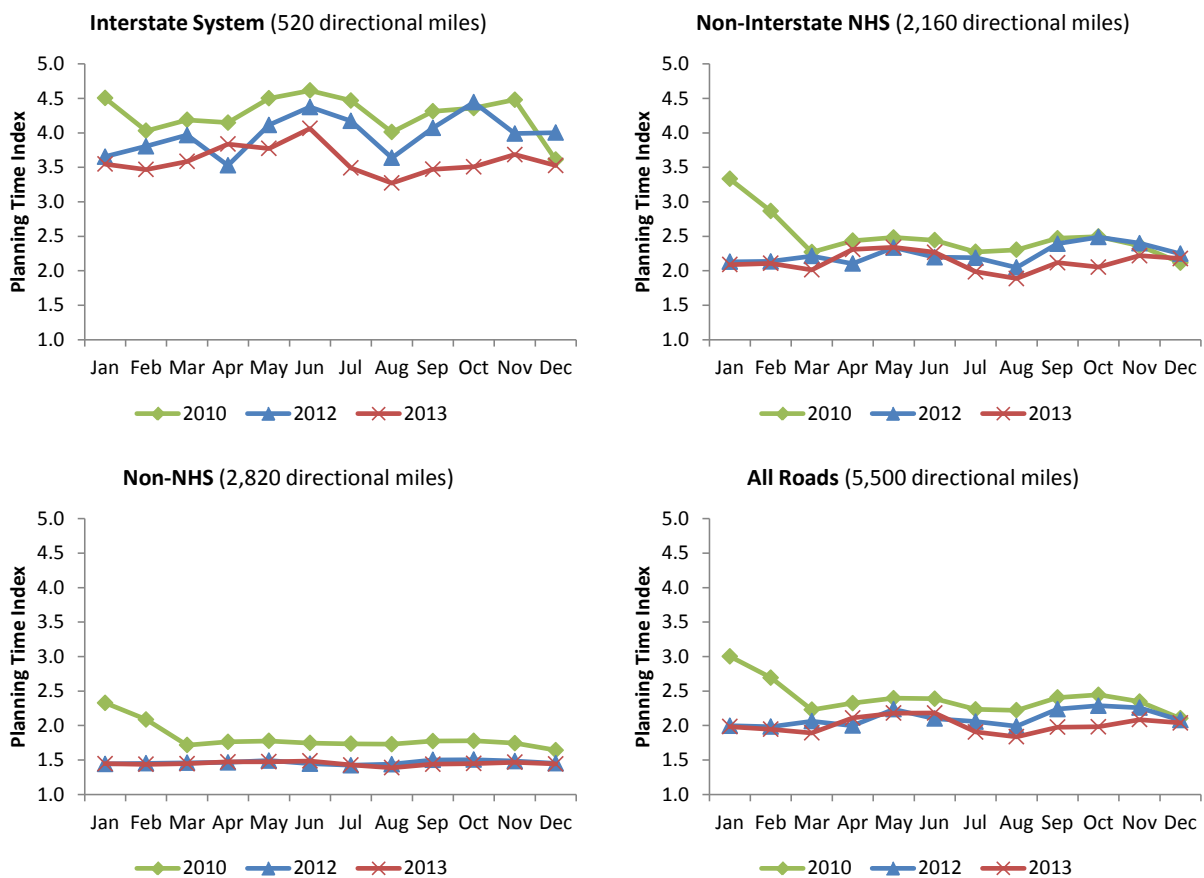 Interstate System (520 directional miles)
Planning Time Index
5.0
4.5
4.0
3.5
3.0
2.5
2.0
1.5
1.0
Jan Feb Mar Apr May Jun Jul Aug Sep Oct Nov Dec
2010 2012 2013
Non-Interstate NHS (2,160 directional miles)
Planning Time Index
5.0
4.5
4.0
3.5
3.0
2.5
2.0
1.5
1.0
Jan Feb Mar Apr May Jun Jul Aug Sep Oct Nov Dec
2010 2012 2013
Non-NHS (2,820 directional miles)
Planning Time Index
5.0
4.5
4.0
3.5
3.0
2.5
2.0
1.5
1.0
Jan Feb Mar Apr May Jun Jul Aug Sep Oct Nov Dec
2010 2012 2013
All Roads (5,500 directional miles)
Planning Time Index
5.0
4.5
4.0
3.5
3.0
2.5
2.0
1.5
1.0
Jan Feb Mar Apr May Jun Jul Aug Sep Oct Nov Dec
2010 2012 2013